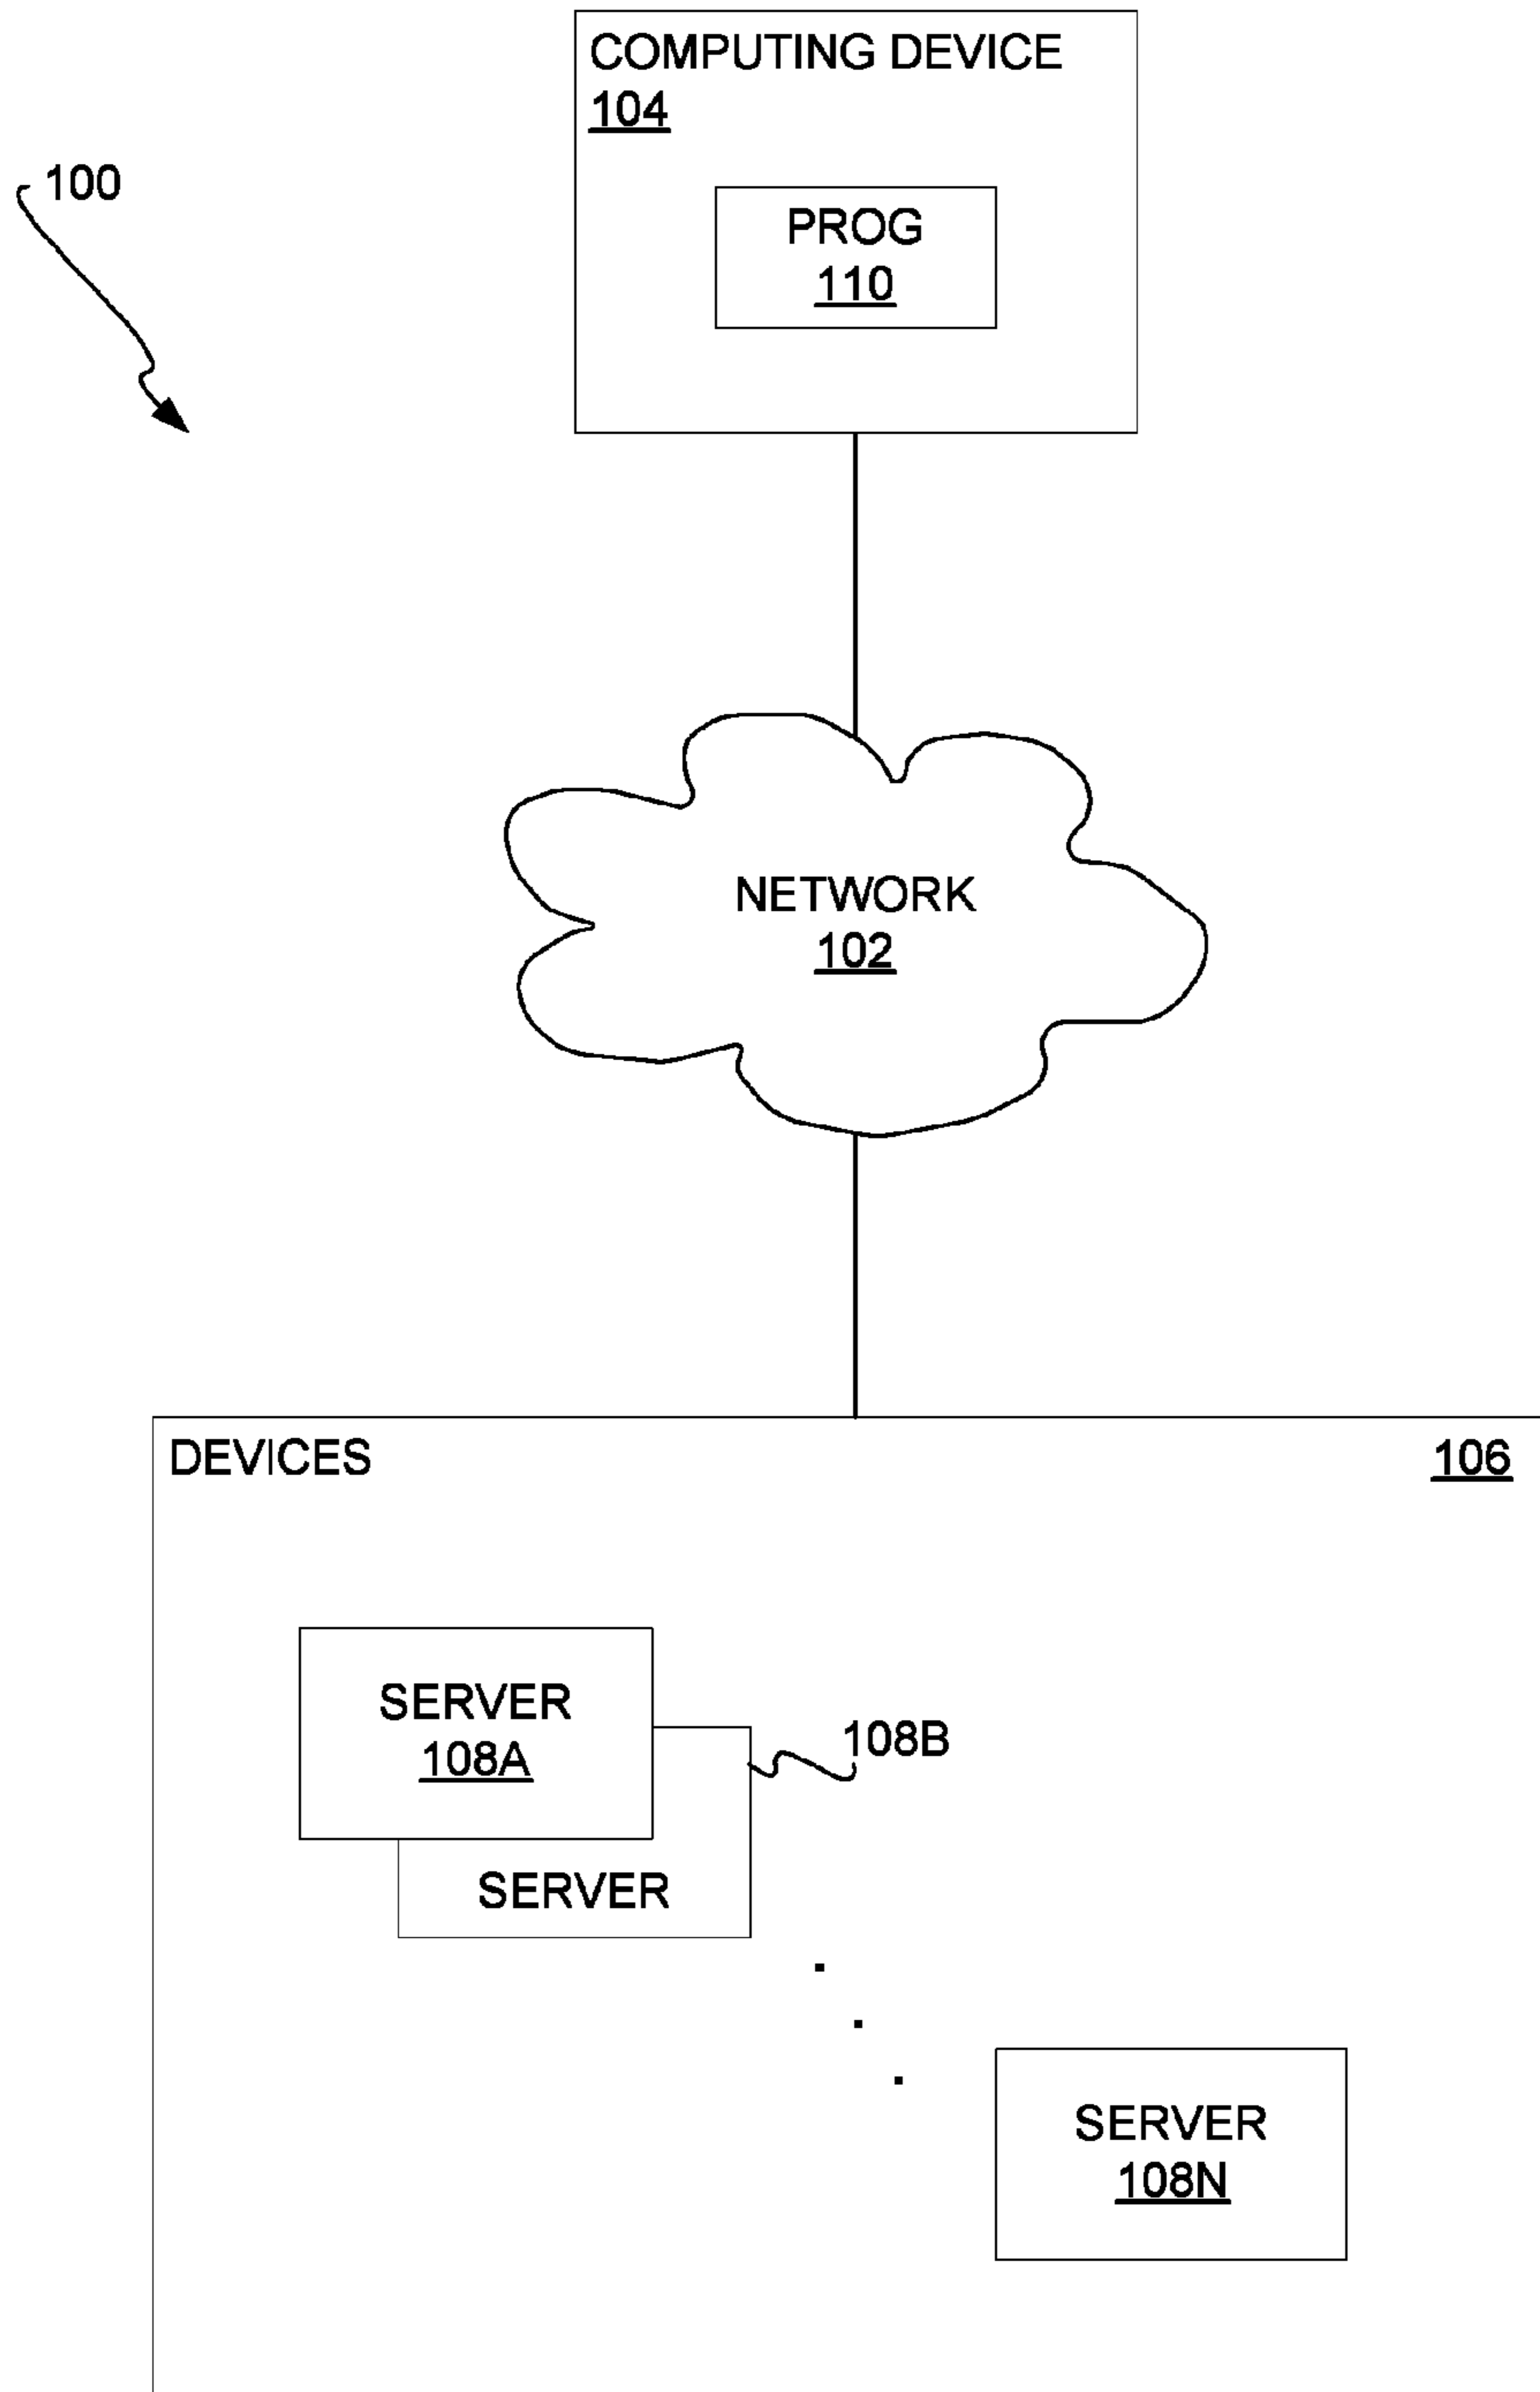 COMPUTING DEVICE
104
100
PROG
110
NETWORK
102
DEVICES
106
SERVER
108A
108B
SERVER
SERVER
108N